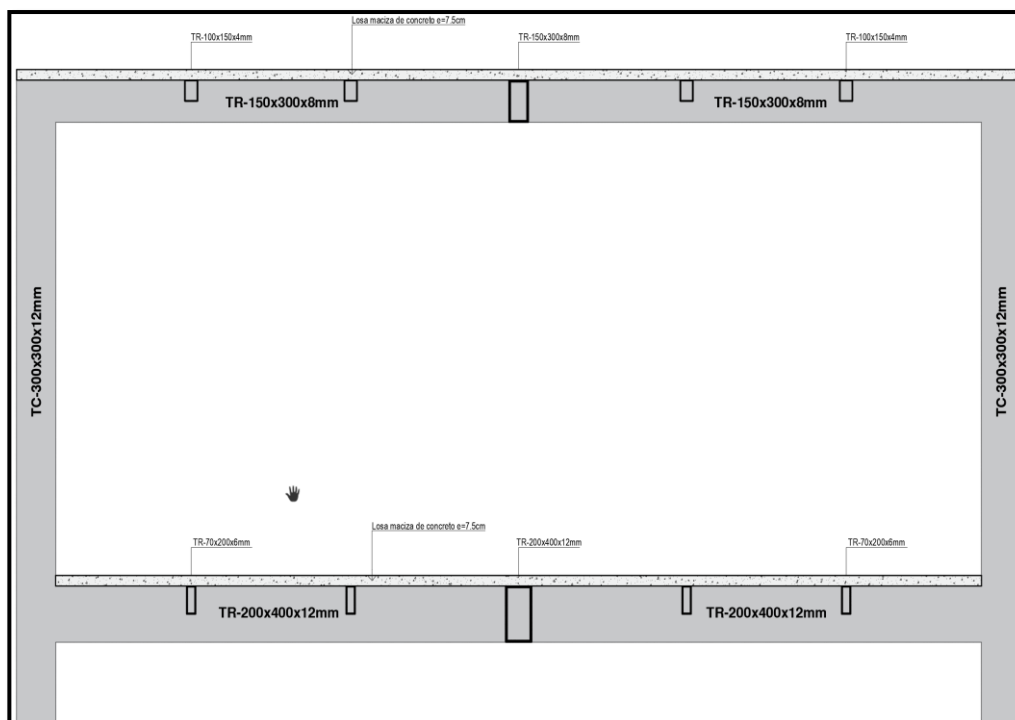 Losa maciza de concreto e=7.5cm
TR-100x150x4mm
TR-150x300x8mm
TR-100x150x4mm
TR-150x300x8mm
TR-150x300x8mm
TC-300x300x12mm
TC-300x300x12mm
Losa maciza de concreto e=7.5cm
TR-70x200x6mm
TR-200x400x12mm
TR-70x200x6mm
TR-200x400x12mm
TR-200x400x12mm